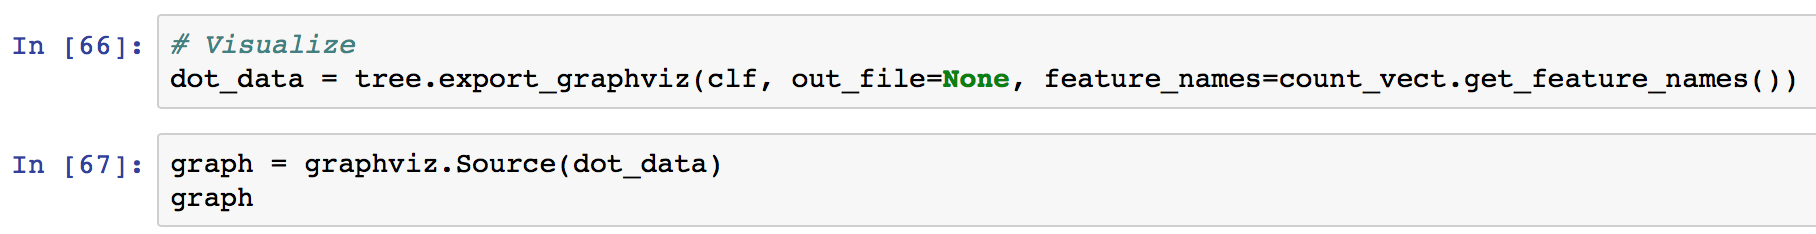 In [66]: # Visualize
dot_data = tree.export_graphviz(clf, out_file=None, feature_names=count_vect.get_feature_names())
In [67]: graph = graphviz.Source(dot_data)
graph